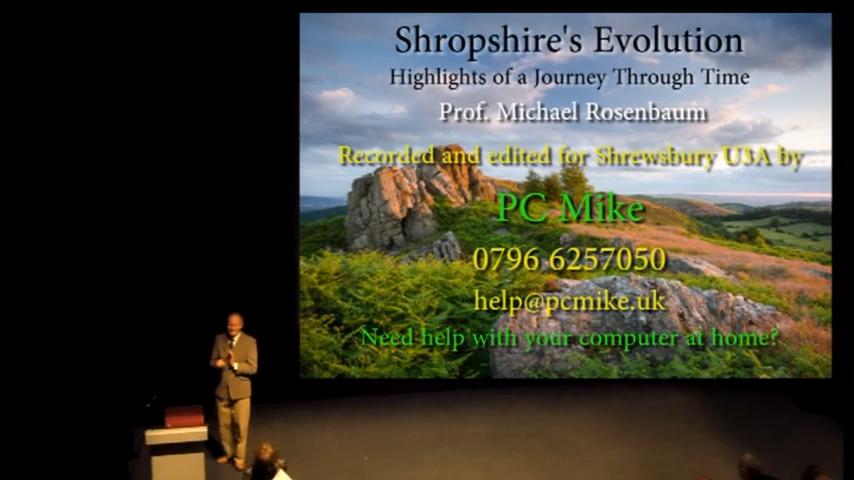 Shropshire's Evolution
Highlights of a Journey Through Time
Prof. Michael Rosenbaum
Recorded and edited for Shrewsbury U3A by
PC Mike
0796 6257050
help@pcmike.uk
Need help with your computer at home?